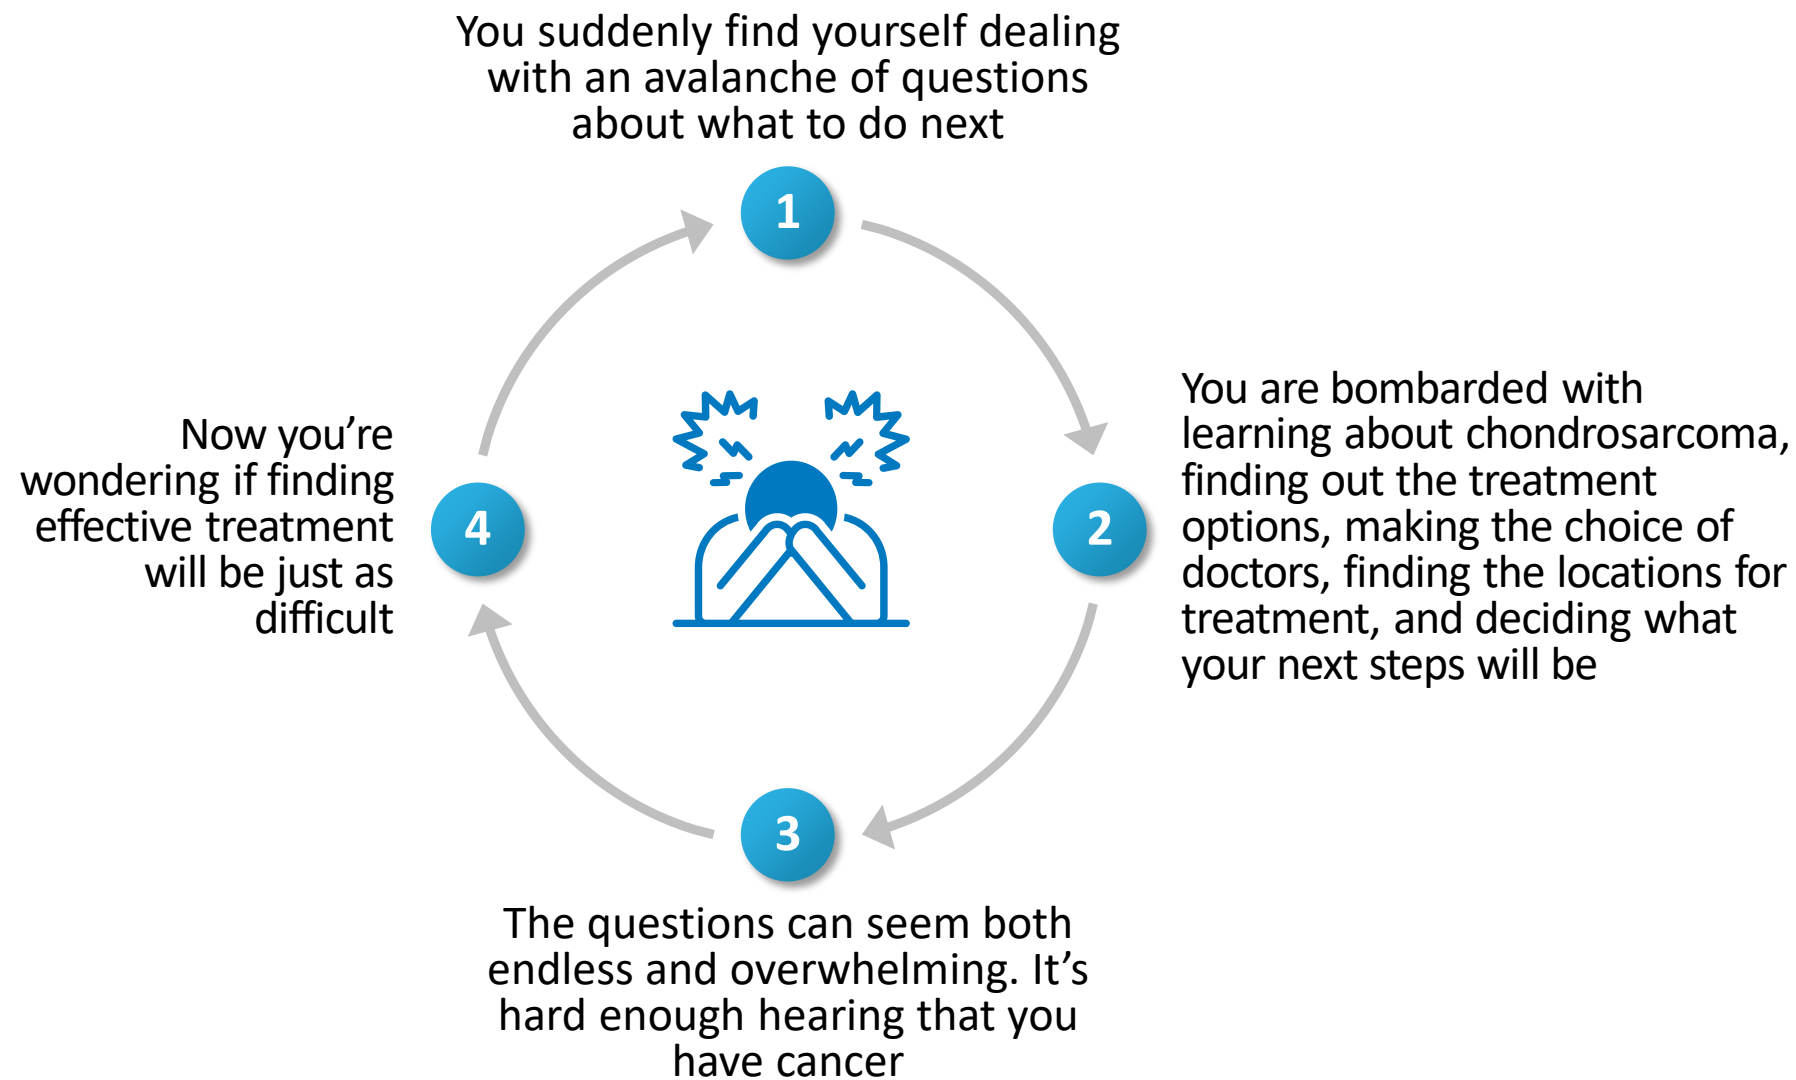 You suddenly find yourself dealing
with an avalanche of questions
about what to do next
1
You are bombarded with
learning about chondrosarcoma,
finding out the treatment
options, making the choice of
doctors, finding the locations for
treatment, and deciding what
your next steps will be
2
The questions can seem both
endless and overwhelming. It’s
hard enough hearing that you
have cancer
3
Now you’re
wondering if finding
effective treatment
will be just as
difficult
4